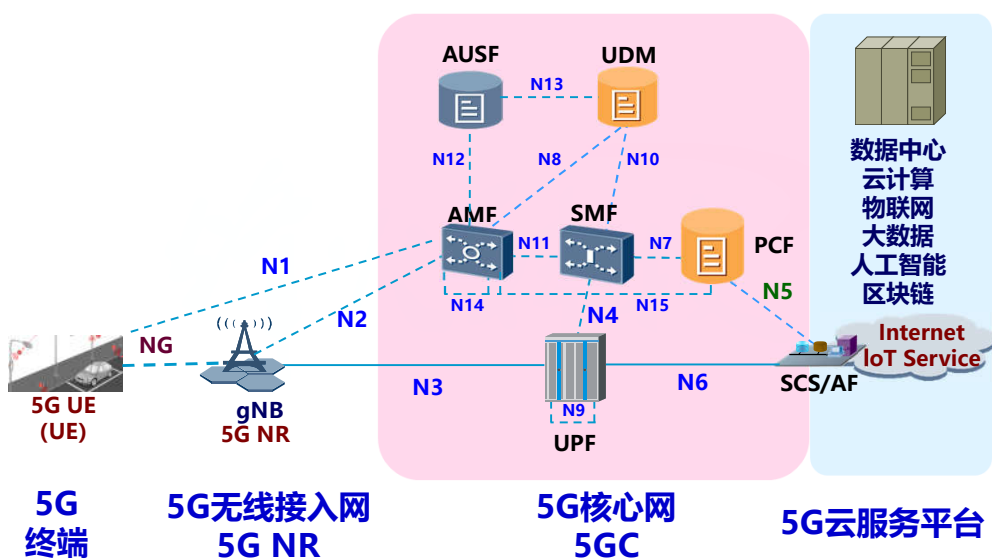 AUSF
UDM
N13
N12
N8
N10
AMF
SMF
PCF
N11
N7
N1
N2
N14
N15
N4
N5
NG
N3
N6
N9
5G UE
(UE)
gNB
5G NR
UPF
SCS/AF
数据中心
云计算
物联网
大数据
人工智能
区块链
Internet
IoT Service
5G
终端
5G无线接入网
5G NR
5G核心网
5GC
5G云服务平台